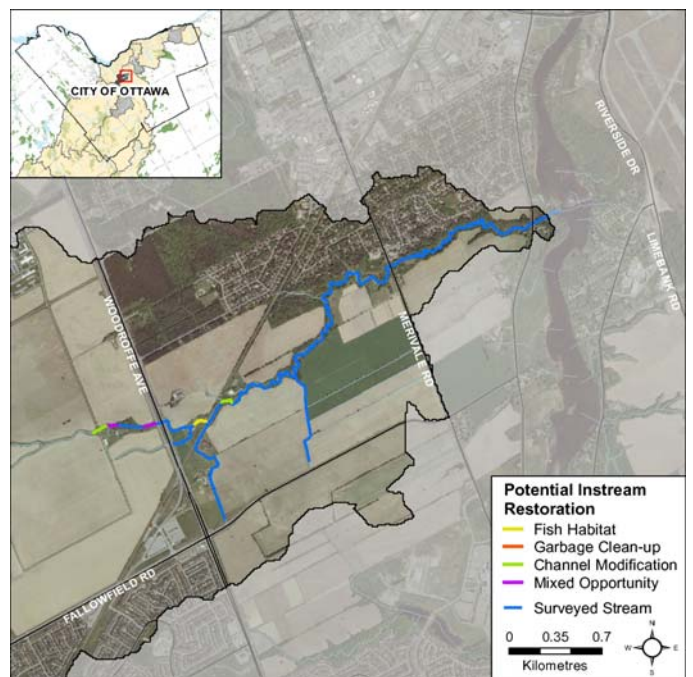 CITY OF OTTAWA
RIVERSIDE DR
LIMEBANK RD
WOODROFFE AVE
MERIVALE RD
FALLOWFIELD RD
Potential Instream
Restoration
Fish Habitat
Garbage Clean-up
Channel Modification
Mixed Opportunity
Surveyed Stream
0 0.35 0.7
Kilometres
N
W E
S